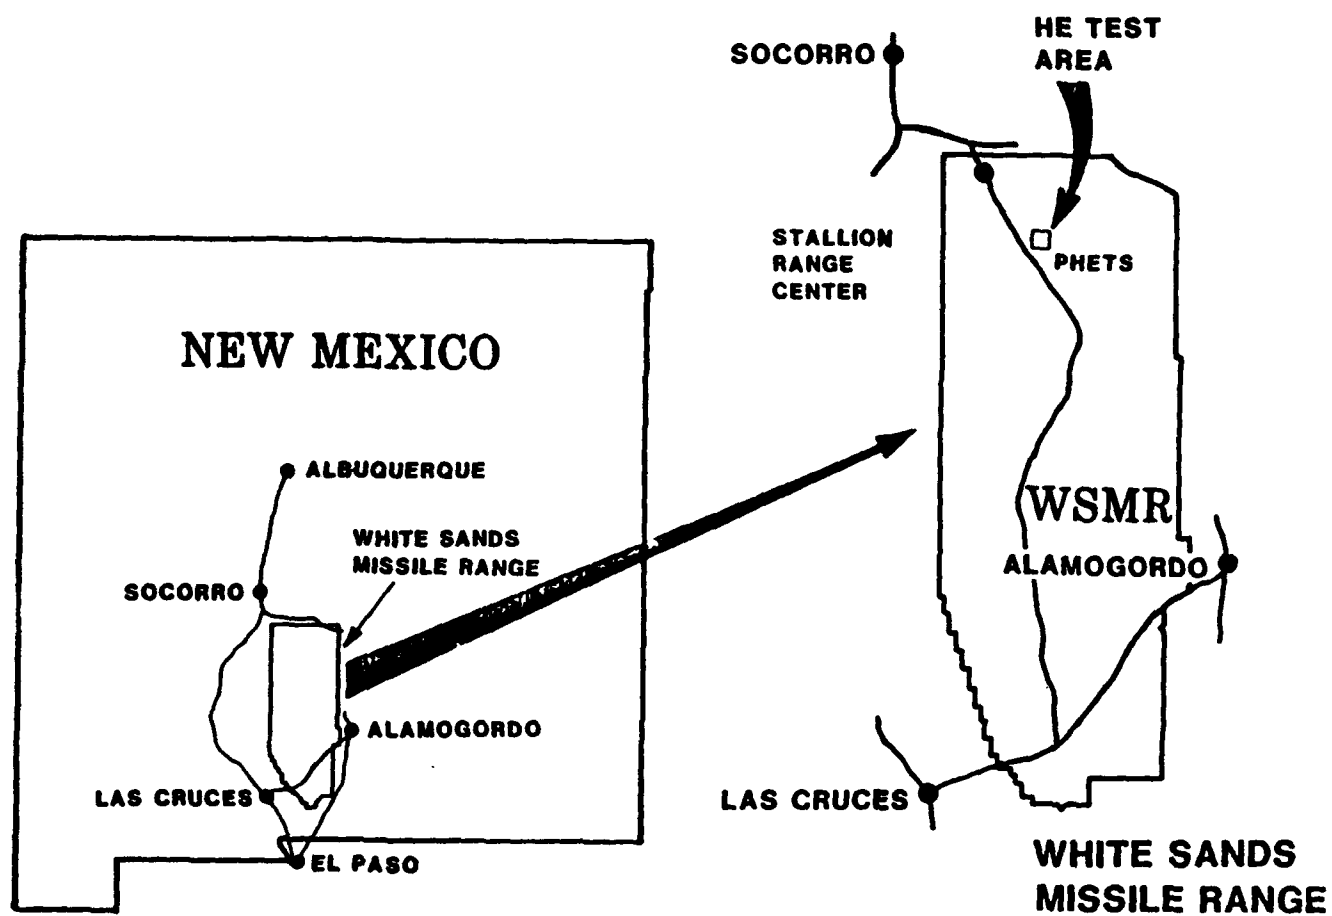 NEW MEXICO
ALBUQUERQUE
WHITE SANDS
MISSILE RANGE
SOCORRO
ALAMOGORDO
LAS CRUCES
EL PASO
HE TEST
AREA
SOCORRO
STALLION
RANGE
CENTER
PHETS
WSMR
ALAMOGORDO
LAS CRUCES
WHITE SANDS
MISSILE RANGE